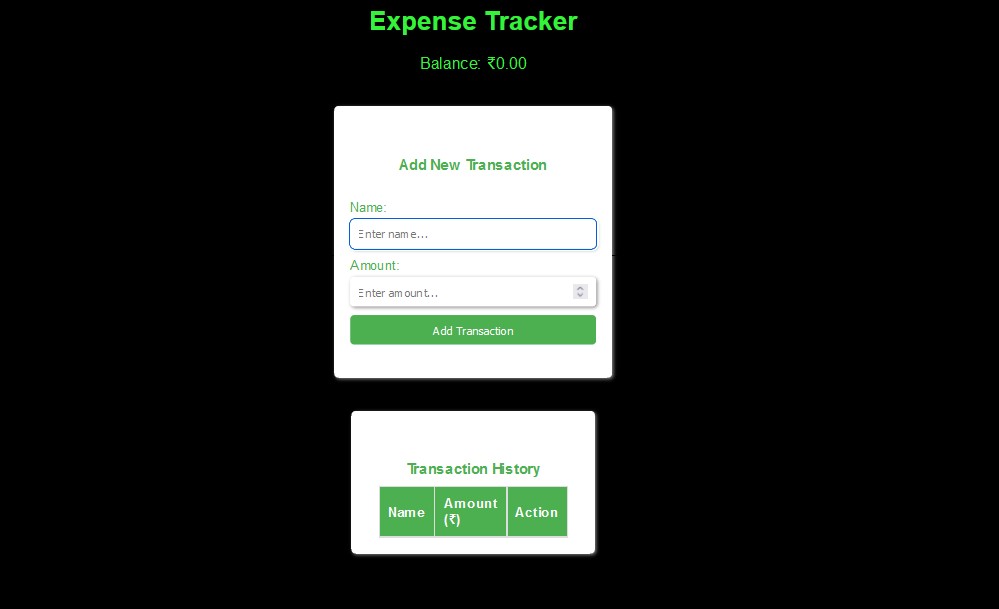 Expense Tracker
Balance: ₹0.00
Add New Transaction
Name:
Enter name...
Amount:
Enter amount...
Add Transaction
Transaction History
Name Amount (₹) Action